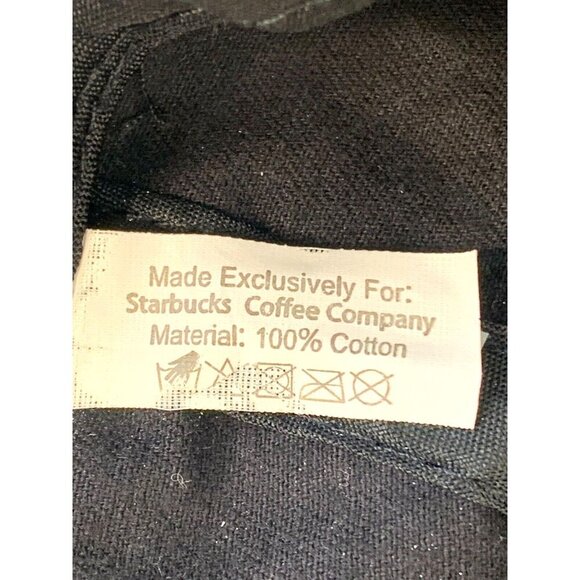 Made Exclusively For:
Starbucks Coffee Company
Material: 100% Cotton